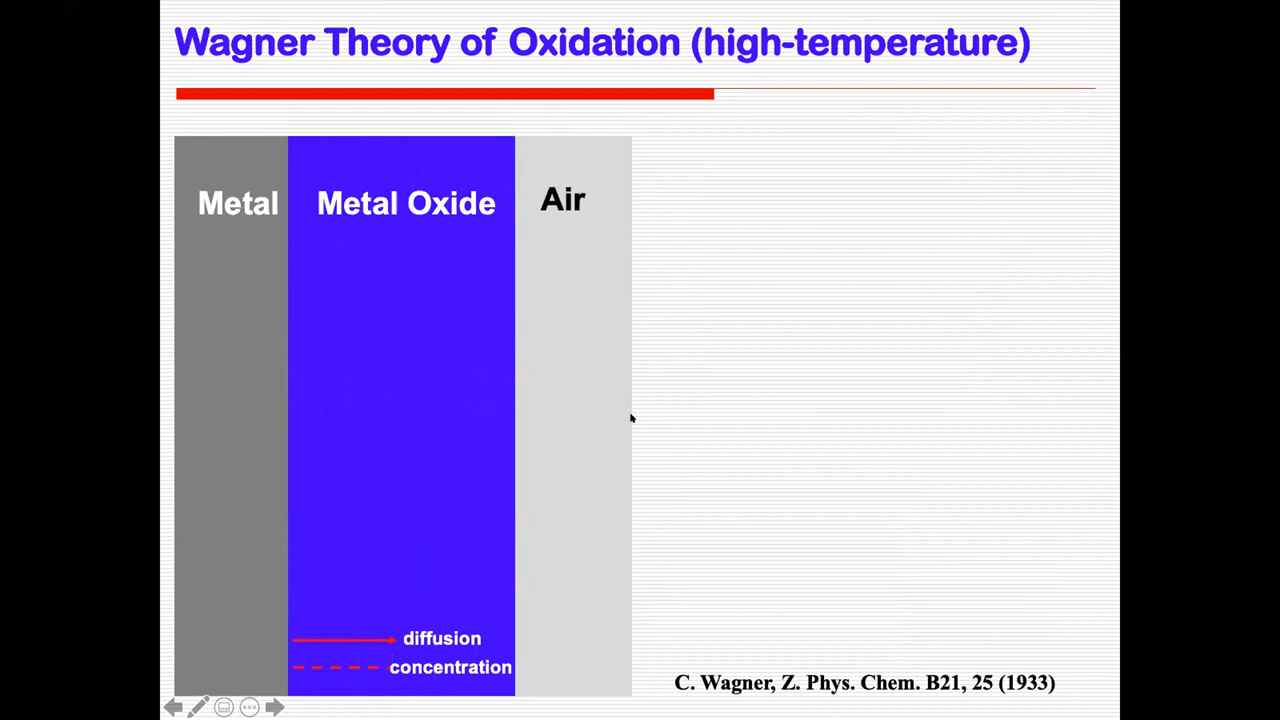 Wagner Theory of Oxidation (high-temperature)
Metal
Metal Oxide
Air
diffusion
concentration
C. Wagner, Z. Phys. Chem. B21, 25 (1933)